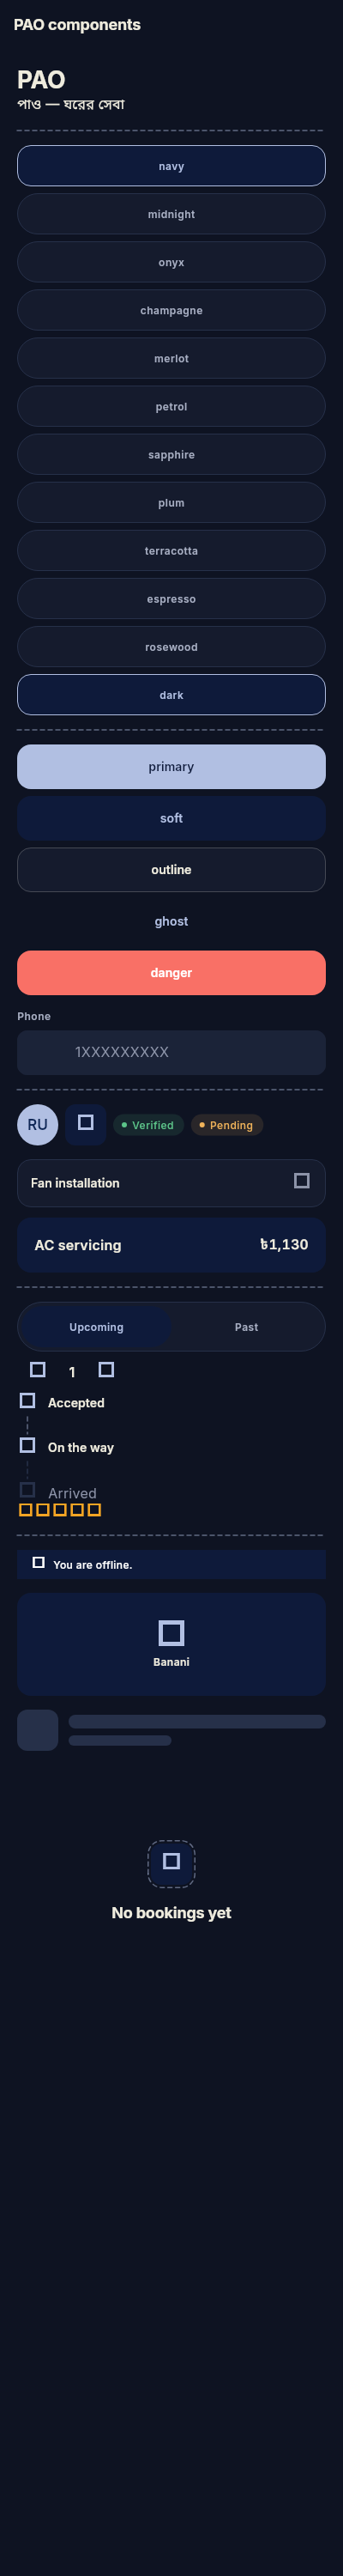 PAO components
PAO
পাও — ঘরের সেবা
navy
midnight
onyx
champagne
merlot
petrol
sapphire
plum
terracotta
espresso
rosewood
dark
primary
soft
outline
ghost
danger
Phone
1XXXXXXXXX
RU
Verified
Pending
Fan installation
AC servicing
৳1,130
Upcoming
Past
1
Accepted
On the way
Arrived
You are offline.
Banani
No bookings yet